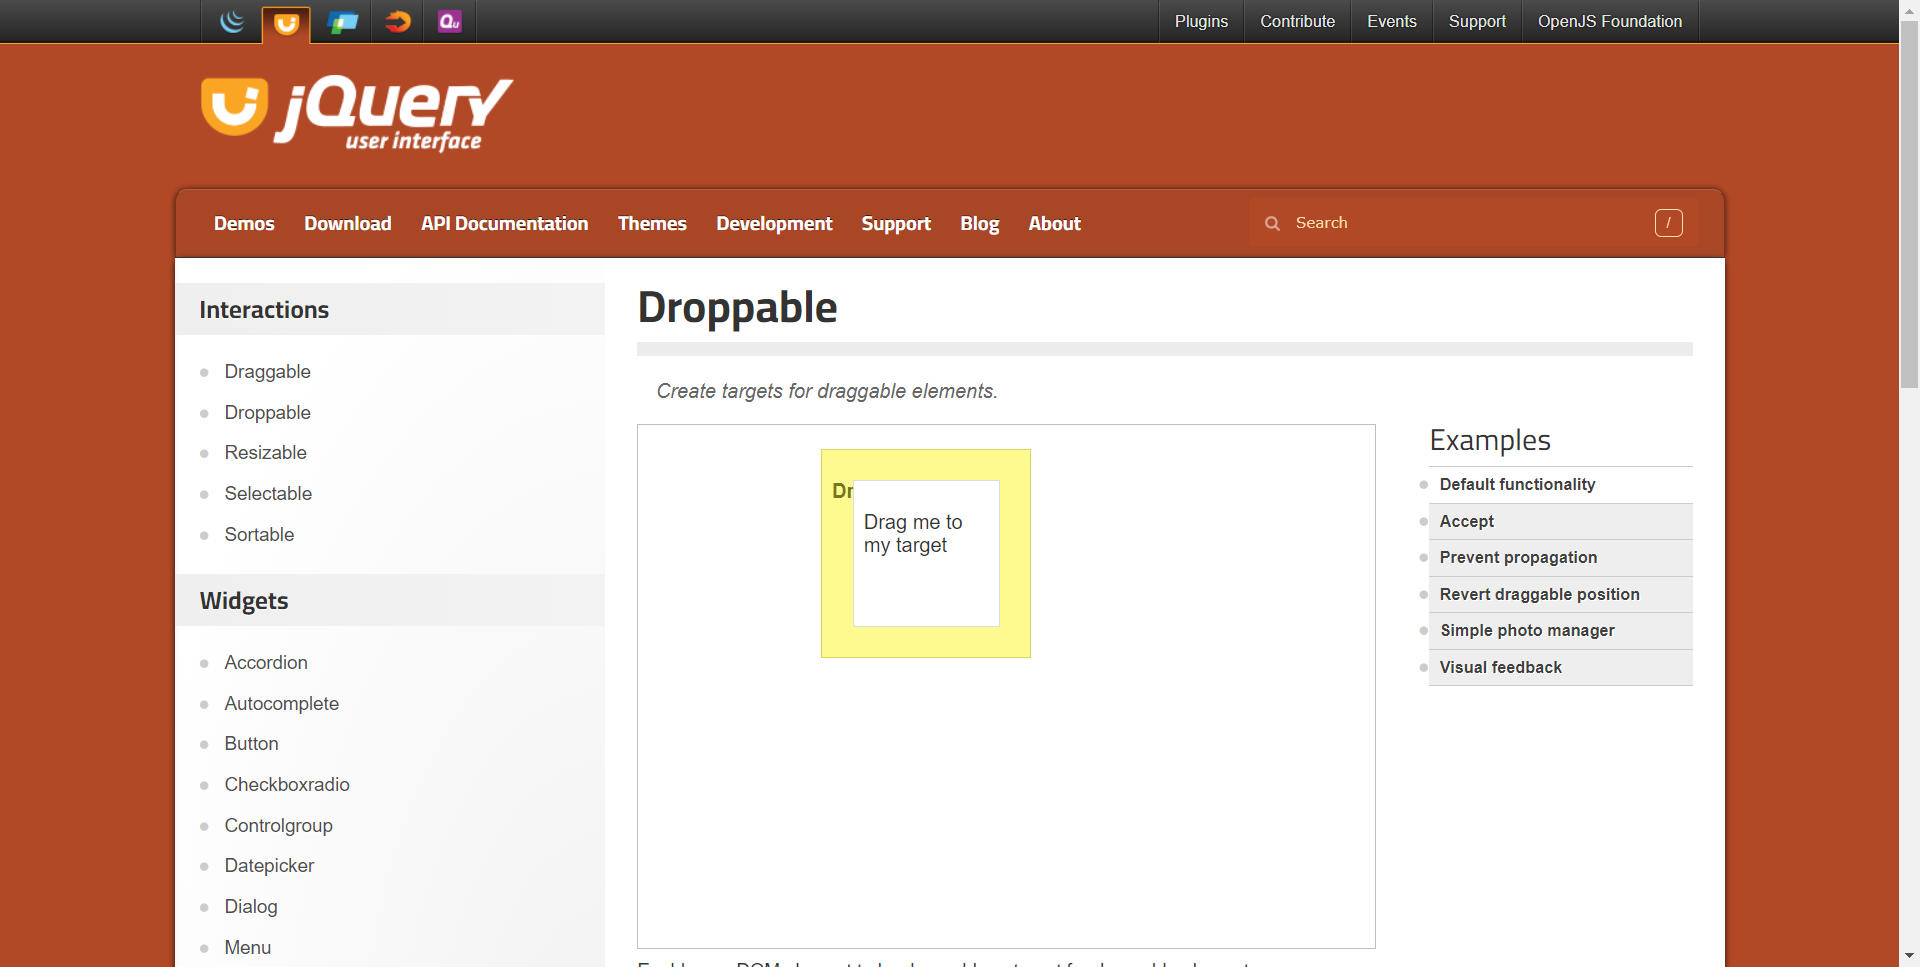 Plugins
Contribute
Events
Support
OpenJS Foundation
jQuery
user interface
Demos
Download
API Documentation
Themes
Development
Support
Blog
About
Search
/
Interactions
Draggable
Droppable
Resizable
Selectable
Sortable
Widgets
Accordion
Autocomplete
Button
Checkboxradio
Controlgroup
Datepicker
Dialog
Menu
Droppable
Create targets for draggable elements.
Dr
Drag me to
my target
Examples
Default functionality
Accept
Prevent propagation
Revert draggable position
Simple photo manager
Visual feedback